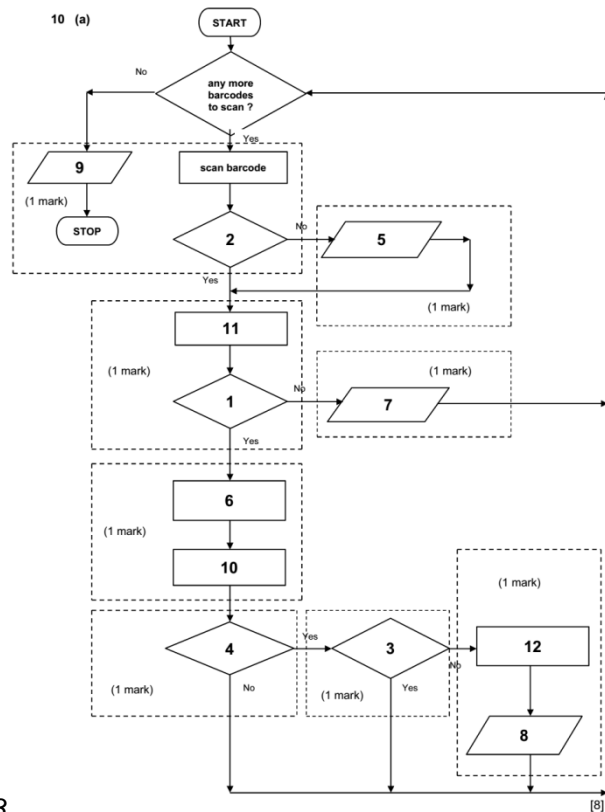 10 (a)
START
No
any more
barcodes
to scan ?
Yes
9
scan barcode
(1 mark)
STOP
2
No
5
Yes
(1 mark)
11
(1 mark)
(1 mark)
1
No
7
Yes
6
(1 mark)
10
(1 mark)
4
Yes
3
No
12
(1 mark)
No
(1 mark)
Yes
8
[8]